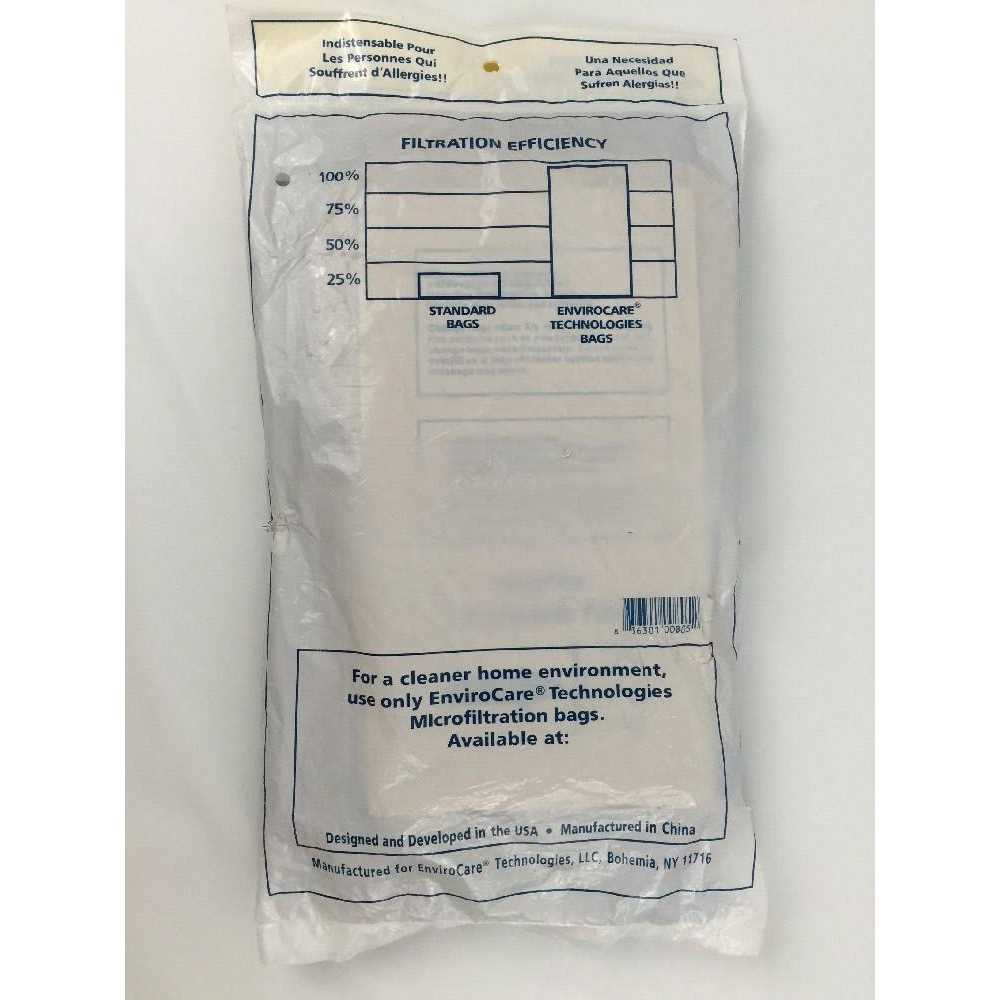 Indistensable Pour
Les Personnes Qui
Souffrent d'Allergies!!
Una Necesidad
Para Aquellos Que
Sufren Alergias!!
FILTRATION EFFICIENCY
100%
75%
50%
25%
STANDARD
BAGS
ENVIROCARE®
TECHNOLOGIES
BAGS
For a cleaner home environment,
use only EnviroCare® Technologies
MIcrofiltration bags.
Available at:
Designed and Developed in the USA • Manufactured in China
Manufactured for EnviroCare® Technologies, LLC, Bohemia, NY 11716